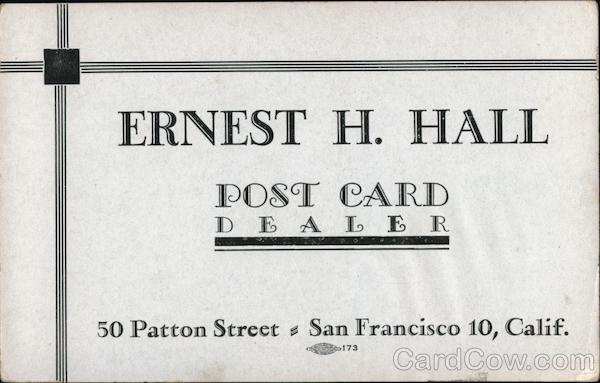 ERNEST H. HALL
POST CARD
DEALER
50 Patton Street San Francisco 10, Calif.
173
CardCow.com